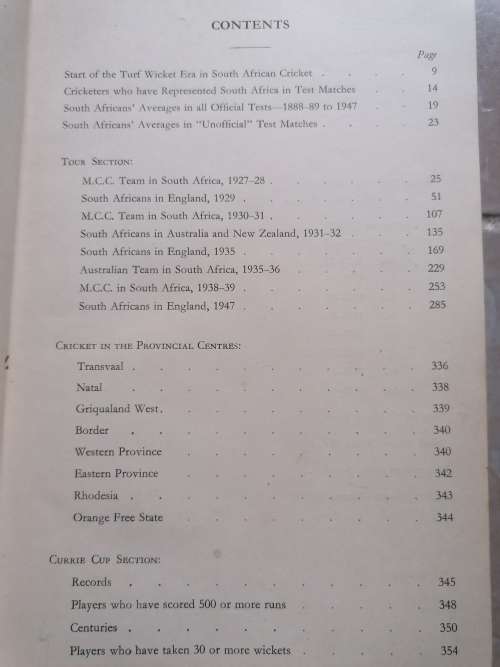 CONTENTS
Page
Start of the Turf Wicket Era in South African Cricket . . . . 9
Cricketers who have Represented South Africa in Test Matches . . 14
South Africans' Averages in all Official Tests—1888-89 to 1947 . . 19
South Africans' Averages in "Unofficial" Test Matches . . . . 23
TOUR SECTION:
M.C.C. Team in South Africa, 1927-28 . . . . . . 25
South Africans in England, 1929 . . . . . . . 51
M.C.C. Team in South Africa, 1930-31 . . . . . . 107
South Africans in Australia and New Zealand, 1931-32 . . . 135
South Africans in England, 1935 . . . . . . . 169
Australian Team in South Africa, 1935-36 . . . . . 229
M.C.C. in South Africa, 1938-39 . . . . . . . 253
South Africans in England, 1947 . . . . . . . 285
CRICKET IN THE PROVINCIAL CENTRES:
Transvaal . . . . . . . . . 336
Natal . . . . . . . . . 338
Griqualand West . . . . . . . . 339
Border . . . . . . . . . 340
Western Province . . . . . . . . 340
Eastern Province . . . . . . . . 342
Rhodesia . . . . . . . . . 343
Orange Free State . . . . . . . . 344
CURRIE CUP SECTION:
Records . . . . . . . . . 345
Players who have scored 500 or more runs . . . . . 348
Centuries . . . . . . . . . 350
Players who have taken 30 or more wickets . . . . . 354